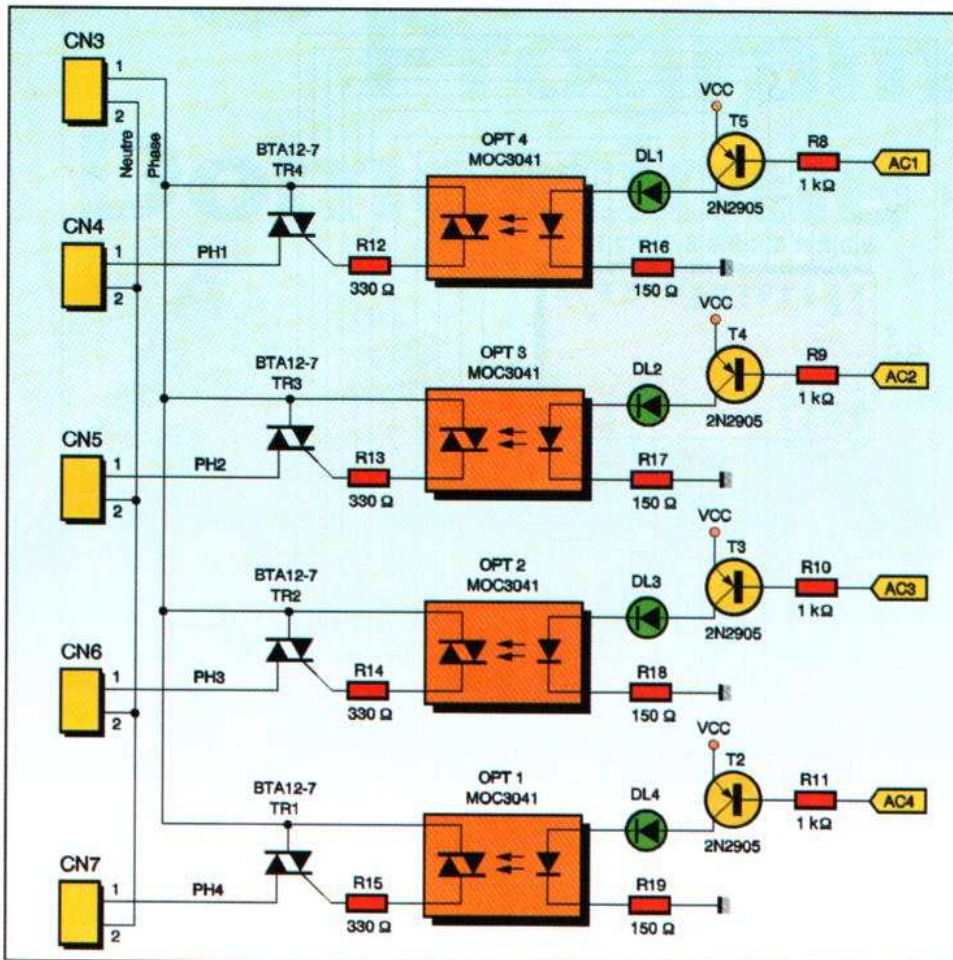 CN3
1
2
Neutre
Phase
VCC
T5
OPT 4
MOC3041
BTA12-7
TR4
DL1
R8
AC1
1 kΩ
2N2905
CN4
1
2
PH1
R12
330 Ω
R16
150 Ω
VCC
T4
OPT 3
MOC3041
BTA12-7
TR3
DL2
R9
AC2
1 kΩ
2N2905
CN5
1
2
PH2
R13
330 Ω
R17
150 Ω
VCC
T3
OPT 2
MOC3041
BTA12-7
TR2
DL3
R10
AC3
1 kΩ
2N2905
CN6
1
2
PH3
R14
330 Ω
R18
150 Ω
VCC
T2
OPT 1
MOC3041
BTA12-7
TR1
DL4
R11
AC4
1 kΩ
2N2905
CN7
1
2
PH4
R15
330 Ω
R19
150 Ω